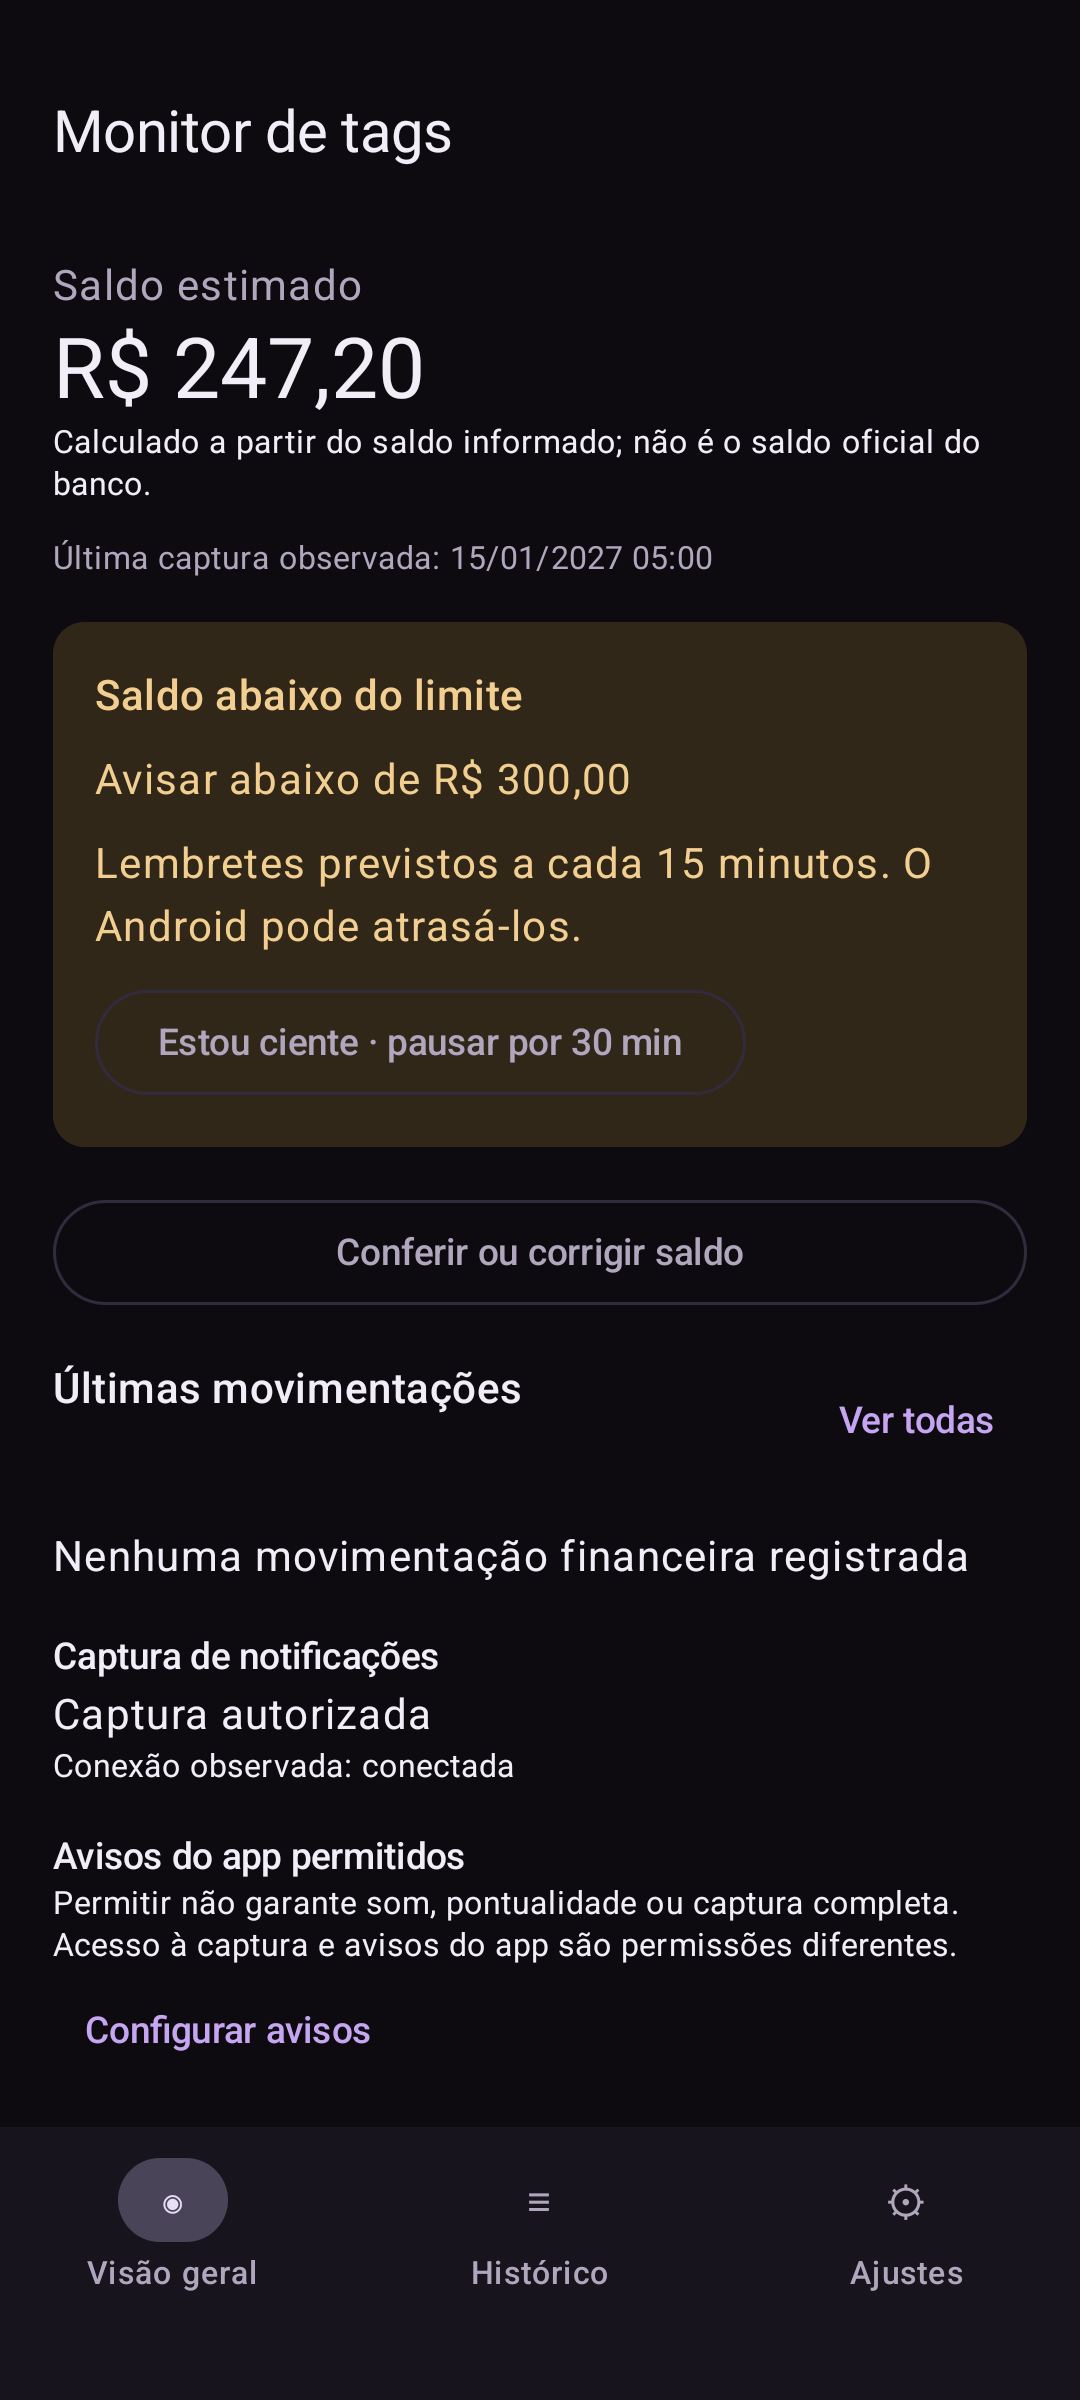 Monitor de tags
Saldo estimado
R$ 247,20
Calculado a partir do saldo informado; não é o saldo oficial do
banco.
Última captura observada: 15/01/2027 05:00
Saldo abaixo do limite
Avisar abaixo de R$ 300,00
Lembretes previstos a cada 15 minutos. O
Android pode atrasá-los.
Estou ciente · pausar por 30 min
Conferir ou corrigir saldo
Últimas movimentações
Ver todas
Nenhuma movimentação financeira registrada
Captura de notificações
Captura autorizada
Conexão observada: conectada
Avisos do app permitidos
Permitir não garante som, pontualidade ou captura completa.
Acesso à captura e avisos do app são permissões diferentes.
Configurar avisos
Visão geral
Histórico
Ajustes